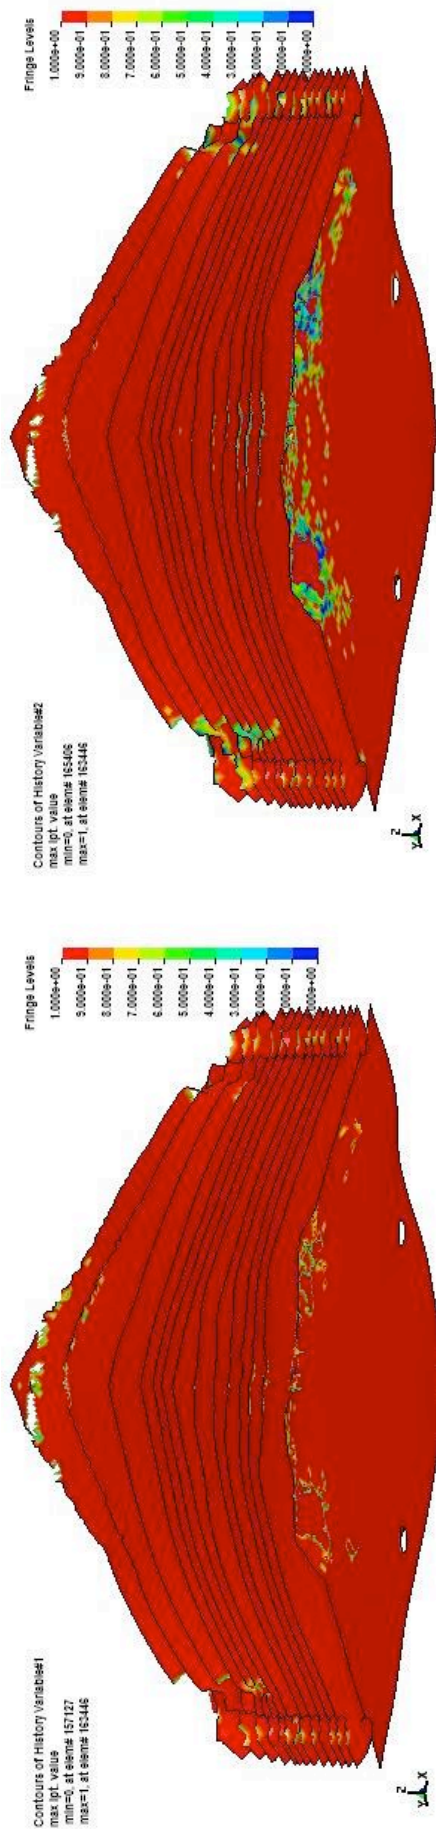 Contours of History Variable#1
max ipt. value
min=0, at elem# 157127
max=1, at elem# 163446
Fringe Levels
1.000e+00
9.000e-01
8.000e-01
7.000e-01
6.000e-01
5.000e-01
4.000e-01
3.000e-01
2.000e-01
Z
Y X
Contours of History Variable#2
max ipt. value
min=0, at elem# 165406
max=1, at elem# 163446
Fringe Levels
1.000e+00
9.000e-01
8.000e-01
7.000e-01
6.000e-01
5.000e-01
4.000e-01
3.000e-01
2.000e-01
Z
Y X